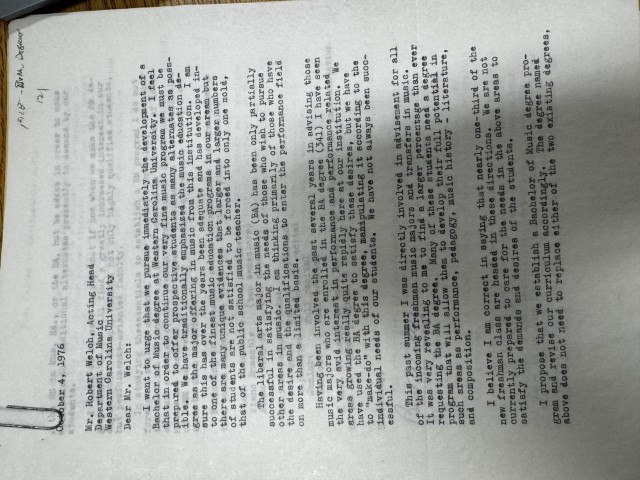 121
October 4, 1976
Mr. Robert Welch, Acting Head
Department of Music
Western Carolina University
Dear Mr. Welch:
I want to urge that we pursue immediately the development of a
Bachelor of Music degree at Western Carolina University. I feel
that in order to continue our very fine music program we must be
prepared to offer prospective students as many alternates as poss-
ible. We have traditionally emphasized the music education de-
gree as the major offering in music from this institution. I am
sure this has over the years been adequate and has developed in-
to one of the finest music education programs in our area but
there are many unique evidences that larger and larger numbers
of students are not satisfied to be forced into only one mold,
that of the public school music teacher.
The liberal arts major in music (BA) has been only partially
successful in satisfying the needs of those who wish to pursue
other areas in music. I am thinking primarily of those who have
the desire and the qualifications to enter the performance field
on more than a limited basis.
Having been involved the past several years in advising those
music majors who are enrolled in the BA degree (341) I have seen
the very avid interest in performance and performance related
areas growing really quite rapidly here at our institution. We
have used the BA degree to satisfy these desires, but we have
to "make-do" with this degree, manipulating it according to the
individual needs of our students. We have not always been succ-
essful.
This past summer I was directly involved in advisement for all
of the incoming freshman music majors and transfers in music.
It was very revealing to me to find a larger percentage than ever
requesting the BA degree. Many of these students need a degree
program that will allow them to develop their full potential in
such areas as performance, pedagogy, music history - literature,
and composition.
I believe I am correct in saying that nearly one-third of the
new freshman class are headed in these directions. We are not
currently prepared to care for the needs in the above areas to
satisfy the demands and desires of the students.
I propose that we establish a Bachelor of Music degree pro-
gram and revise our curriculum accordingly. The degree named
above does not need to replace either of the two existing degrees,